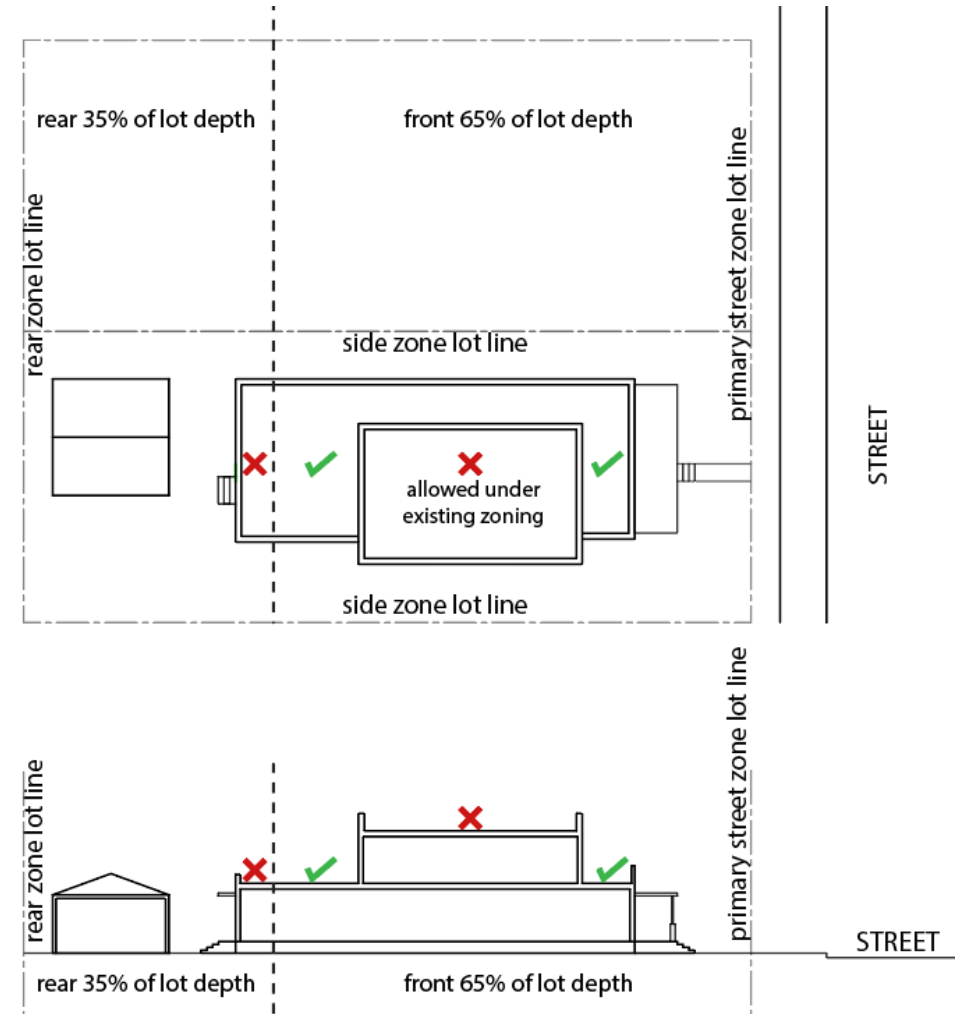 rear 35% of lot depth
front 65% of lot depth
rear zone lot line
primary street zone lot line
side zone lot line
STREET
allowed under
existing zoning
side zone lot line
rear zone lot line
primary street zone lot line
STREET
rear 35% of lot depth
front 65% of lot depth